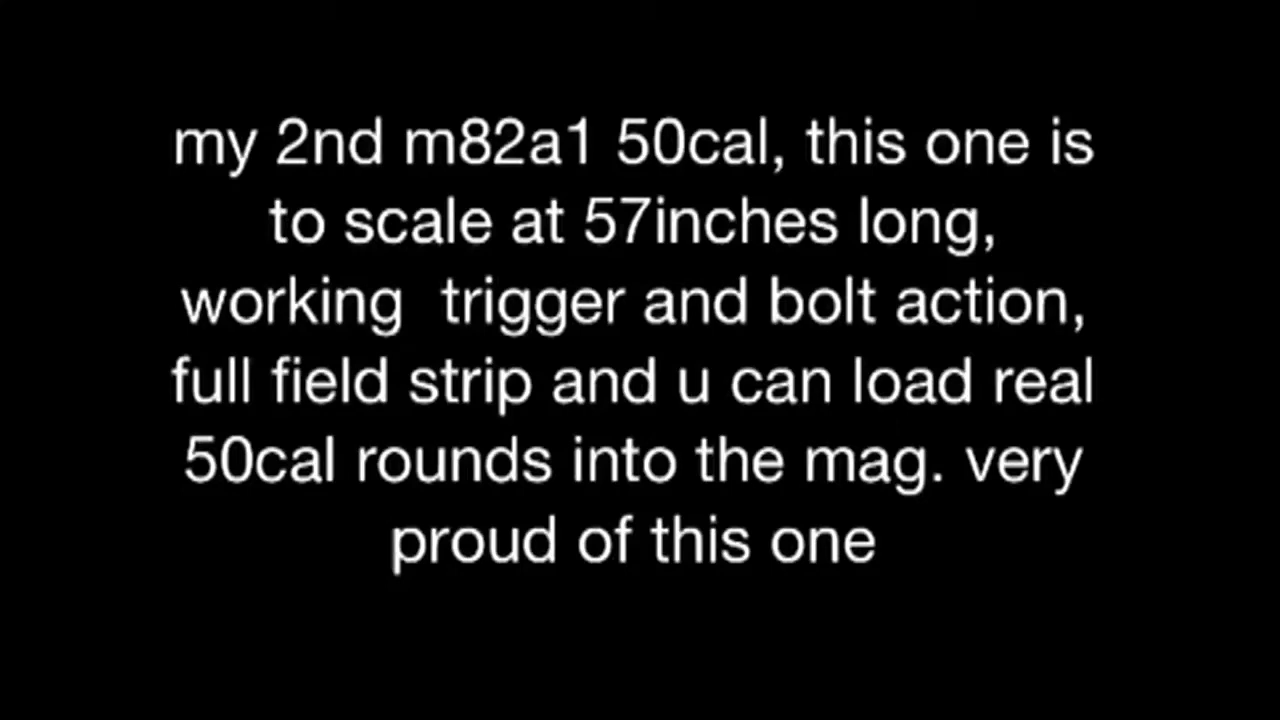 my 2nd m82a1 50cal, this one is
to scale at 57inches long,
working  trigger and bolt action,
full field strip and u can load real
50cal rounds into the mag. very
proud of this one